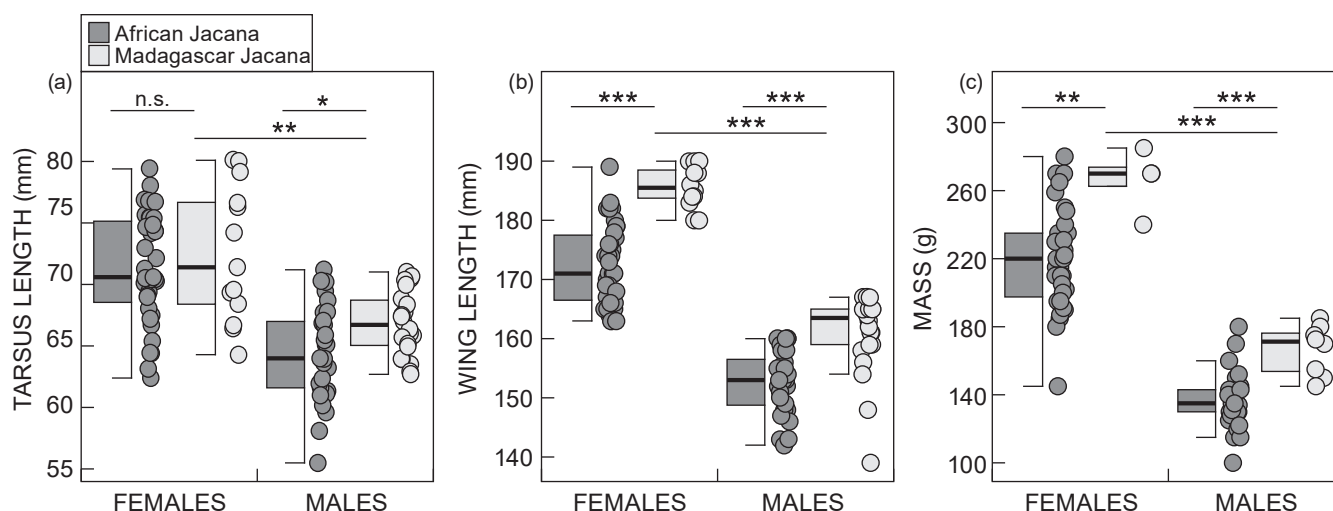 African Jacana
Madagascar Jacana
(a)
n.s.
*
**
TARSUS LENGTH (mm)
80
75
70
65
60
55
FEMALES
MALES
(b)
***
***
***
WING LENGTH (mm)
190
180
170
160
150
140
FEMALES
MALES
(c)
**
***
***
MASS (g)
300
260
220
180
140
100
FEMALES
MALES